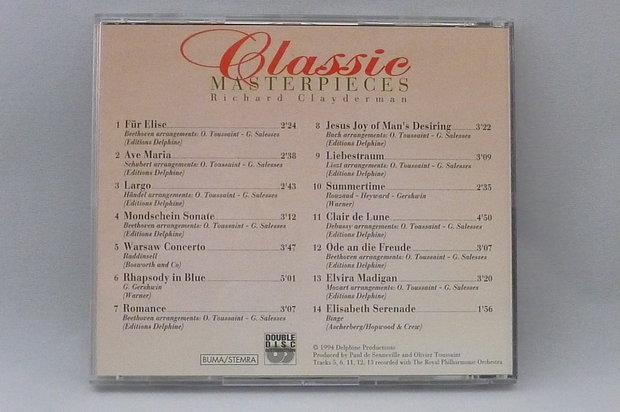 Classic
MASTERPIECES
Richard Clayderman
1 Für Elise 2'24
Beethoven arrangements: O. Toussaint - G. Salesses
(Editions Delphine)
2 Ave Maria 2'38
Schubert arrangements: O. Toussaint - G. Salesses
(Editions Delphine)
3 Largo 2'43
Händel arrangements: O. Toussaint - G. Salesses
(Editions Delphine)
4 Mondschein Sonate 3'12
Beethoven arrangements: O. Toussaint - G. Salesses
(Editions Delphine)
5 Warsaw Concerto 3'47
Raddinsell
(Bosworth and Co)
6 Rhapsody in Blue 5'01
G. Gershwin
(Warner)
7 Romance 3'07
Beethoven arrangements: O. Toussaint - G. Salesses
(Editions Delphine)
8 Jesus Joy of Man's Desiring 3'22
Bach arrangements: O. Toussaint - G. Salesses
(Editions Delphine)
9 Liebestraum 3'09
Liszt arrangements: O. Toussaint - G. Salesses
(Editions Delphine)
10 Summertime 2'35
Rouzaud - Heyward - Gershwin
(Warner)
11 Clair de Lune 4'50
Debussy arrangements: O. Toussaint - G. Salesses
(Editions Delphine)
12 Ode an die Freude 3'07
Beethoven arrangements: O. Toussaint - G. Salesses
(Editions Delphine)
13 Elvira Madigan 3'20
Mozart arrangements: O. Toussaint - G. Salesses
(Editions Delphine)
14 Elisabeth Serenade 1'56
Binge
(Ascherberg/Hopwood & Crew)
BUMA/STEMRA
DOUBLE
DISC
© 1994 Delphine Productions
Produced by Paul de Senneville and Olivier Toussaint
Tracks 5, 6, 11, 12, 13 recorded with The Royal Philharmonic Orchestra